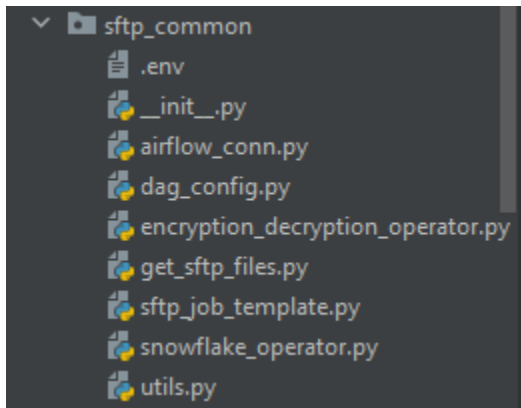 sftp_common
.env
__init__.py
airflow_conn.py
dag_config.py
encryption_decryption_operator.py
get_sftp_files.py
sftp_job_template.py
snowflake_operator.py
utils.py